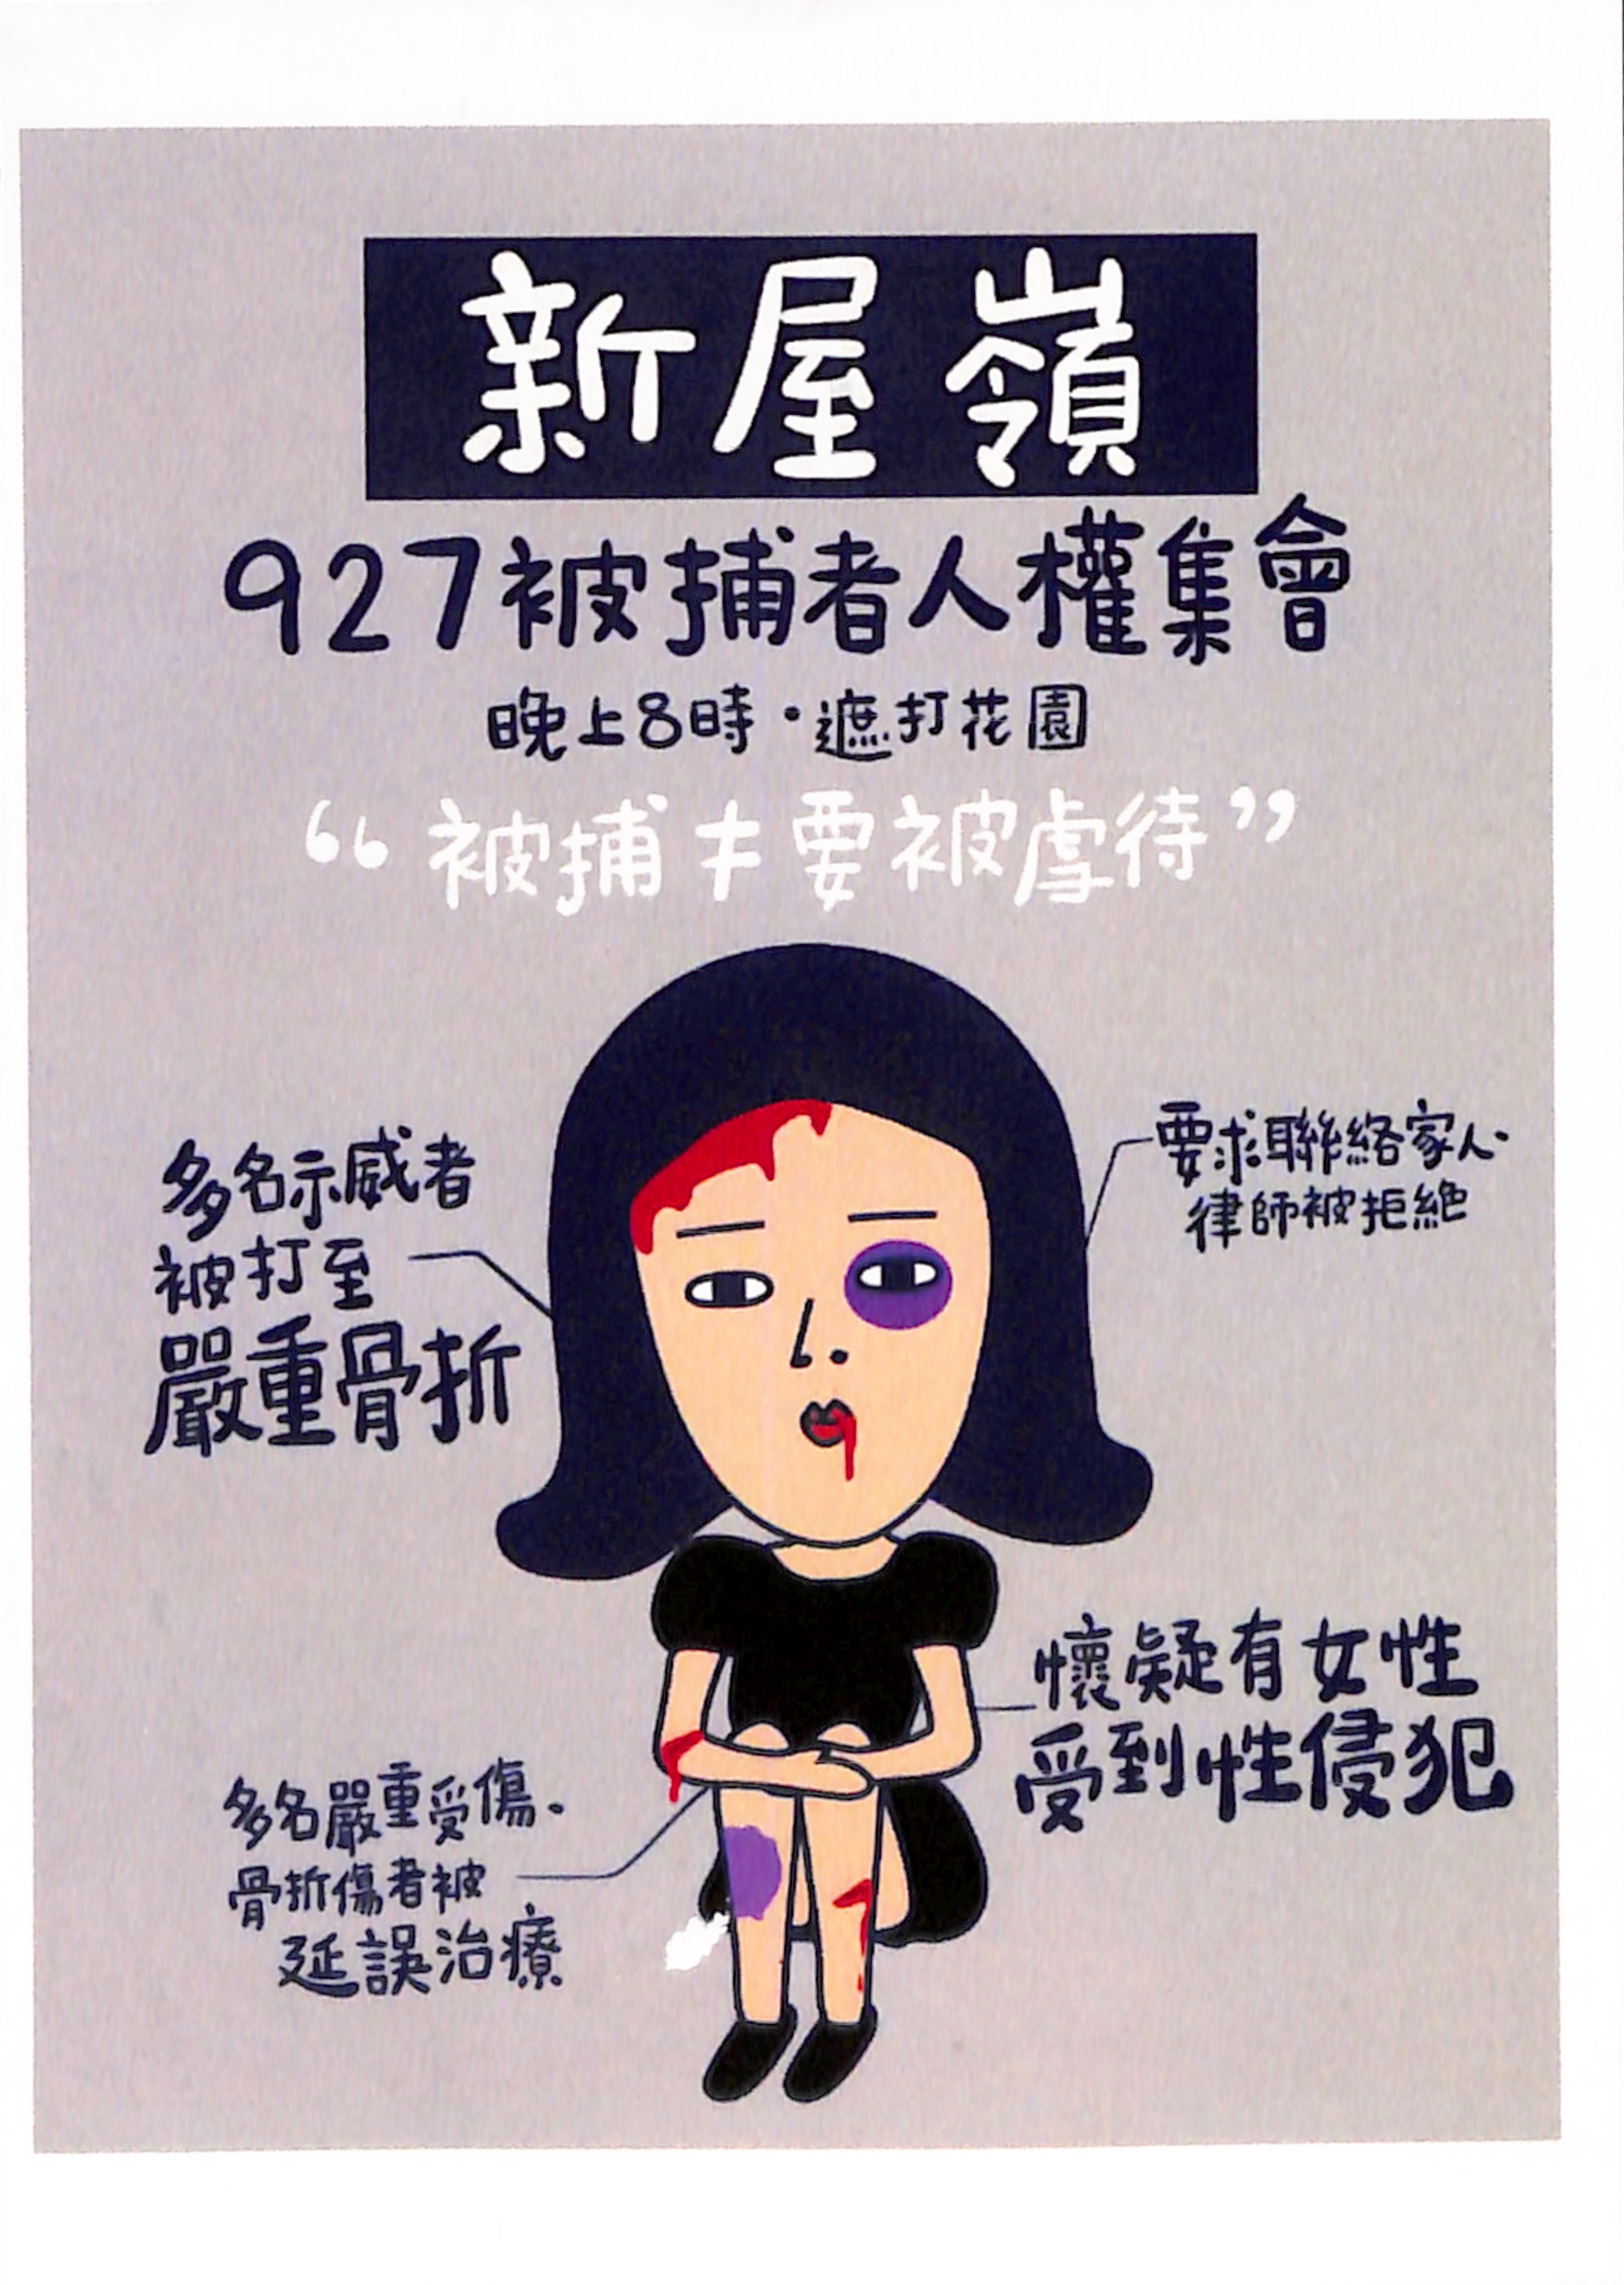 新屋嶺
927被捕者人權集會
晚上8時·遮打花園
“被捕≠要被虐待”
多名示威者
被打至
嚴重骨折
要求聯絡家人、
律師被拒絕
懷疑有女性
受到性侵犯
多名嚴重受傷、
骨折傷者被
延誤治療